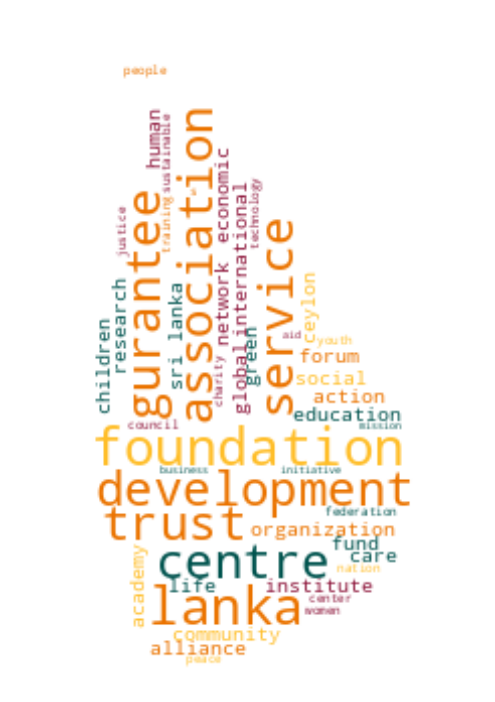 people
human
sustainable
association
economic
technology
international
gurantee
training
justice
service
network
global
sri lanka
research
children
green
charity
ceylon
aid
youth
forum
social
action
education
council
mission
foundation
business
initiative
development
federation
trust
organization
fund
centre
care
nation
academy
life
institute
lanka
center
women
community
alliance
peace